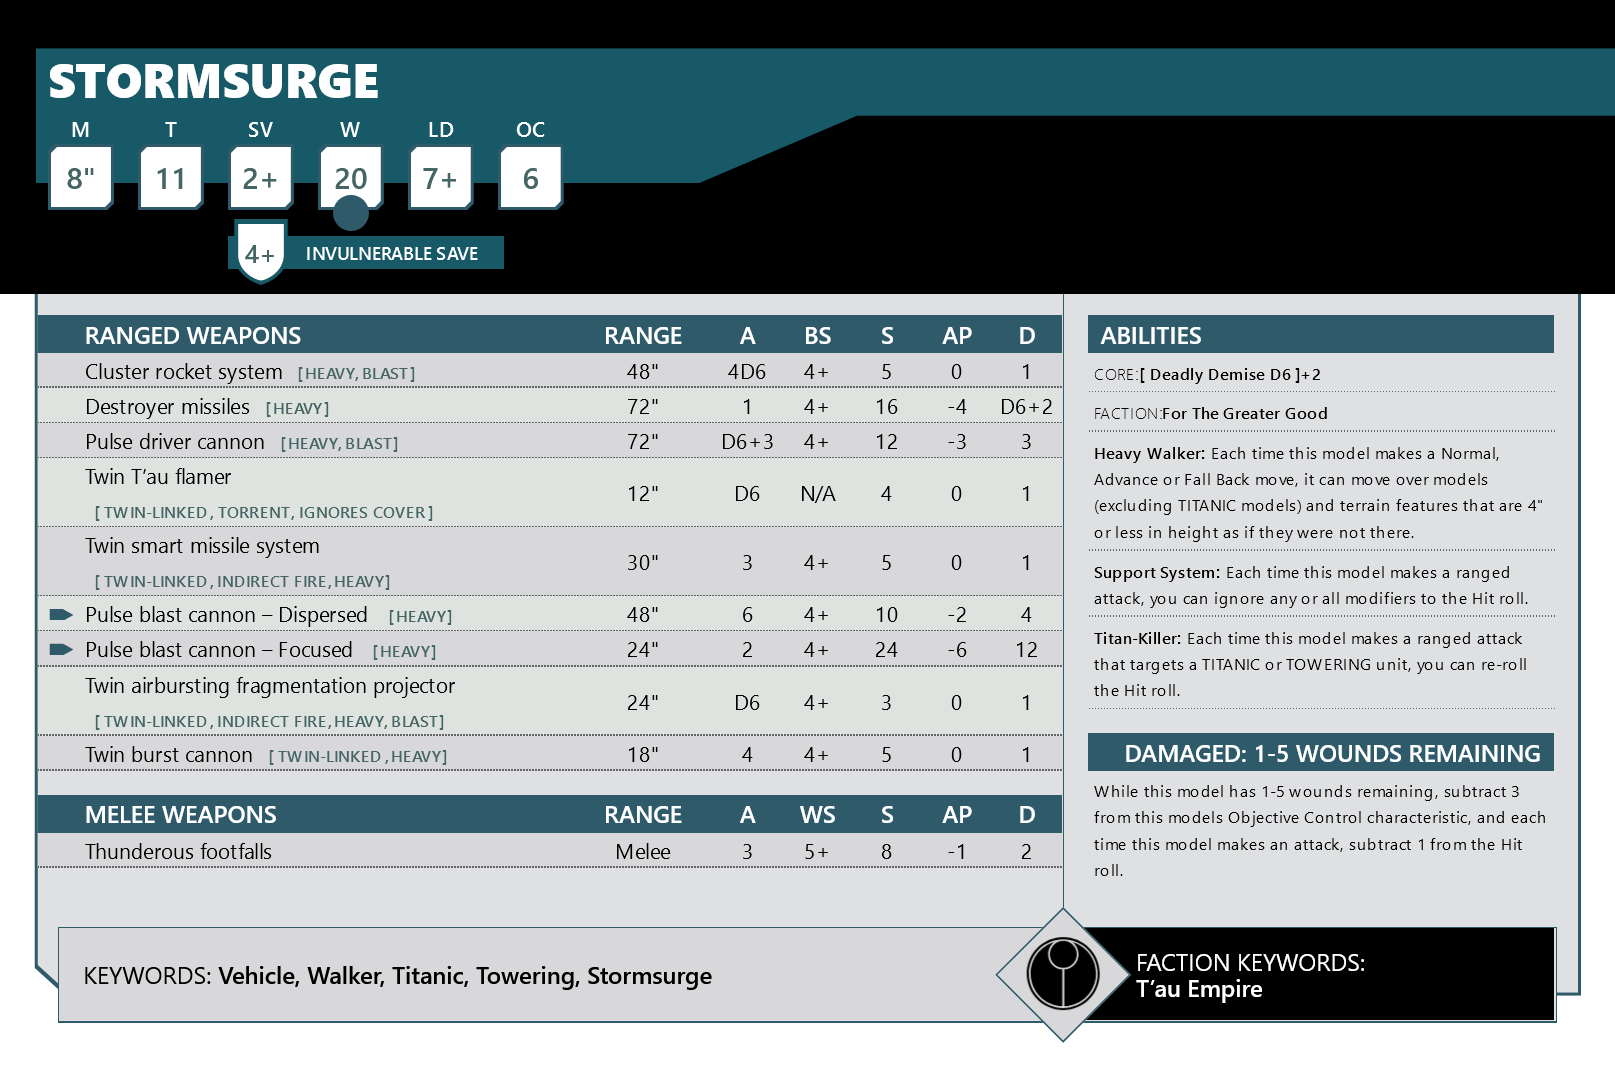 STORMSURGE
M T SV W LD OC
8" 11 2+ 20 7+ 6
4+ INVULNERABLE SAVE
RANGED WEAPONS RANGE A BS S AP D
Cluster rocket system [HEAVY, BLAST] 48" 4D6 4+ 5 0 1
Destroyer missiles [HEAVY] 72" 1 4+ 16 -4 D6+2
Pulse driver cannon [HEAVY, BLAST] 72" D6+3 4+ 12 -3 3
Twin T’au flamer
[TWIN-LINKED, TORRENT, IGNORES COVER] 12" D6 N/A 4 0 1
Twin smart missile system
[TWIN-LINKED, INDIRECT FIRE, HEAVY] 30" 3 4+ 5 0 1
Pulse blast cannon – Dispersed [HEAVY] 48" 6 4+ 10 -2 4
Pulse blast cannon – Focused [HEAVY] 24" 2 4+ 24 -6 12
Twin airbursting fragmentation projector
[TWIN-LINKED, INDIRECT FIRE, HEAVY, BLAST] 24" D6 4+ 3 0 1
Twin burst cannon [TWIN-LINKED, HEAVY] 18" 4 4+ 5 0 1
MELEE WEAPONS RANGE A WS S AP D
Thunderous footfalls Melee 3 5+ 8 -1 2
ABILITIES
CORE:[ Deadly Demise D6 ]+2
FACTION:For The Greater Good
Heavy Walker: Each time this model makes a Normal,
Advance or Fall Back move, it can move over models
(excluding TITANIC models) and terrain features that are 4"
or less in height as if they were not there.
Support System: Each time this model makes a ranged
attack, you can ignore any or all modifiers to the Hit roll.
Titan-Killer: Each time this model makes a ranged attack
that targets a TITANIC or TOWERING unit, you can re-roll
the Hit roll.
DAMAGED: 1-5 WOUNDS REMAINING
While this model has 1-5 wounds remaining, subtract 3
from this models Objective Control characteristic, and each
time this model makes an attack, subtract 1 from the Hit
roll.
KEYWORDS: Vehicle, Walker, Titanic, Towering, Stormsurge
FACTION KEYWORDS:
T’au Empire